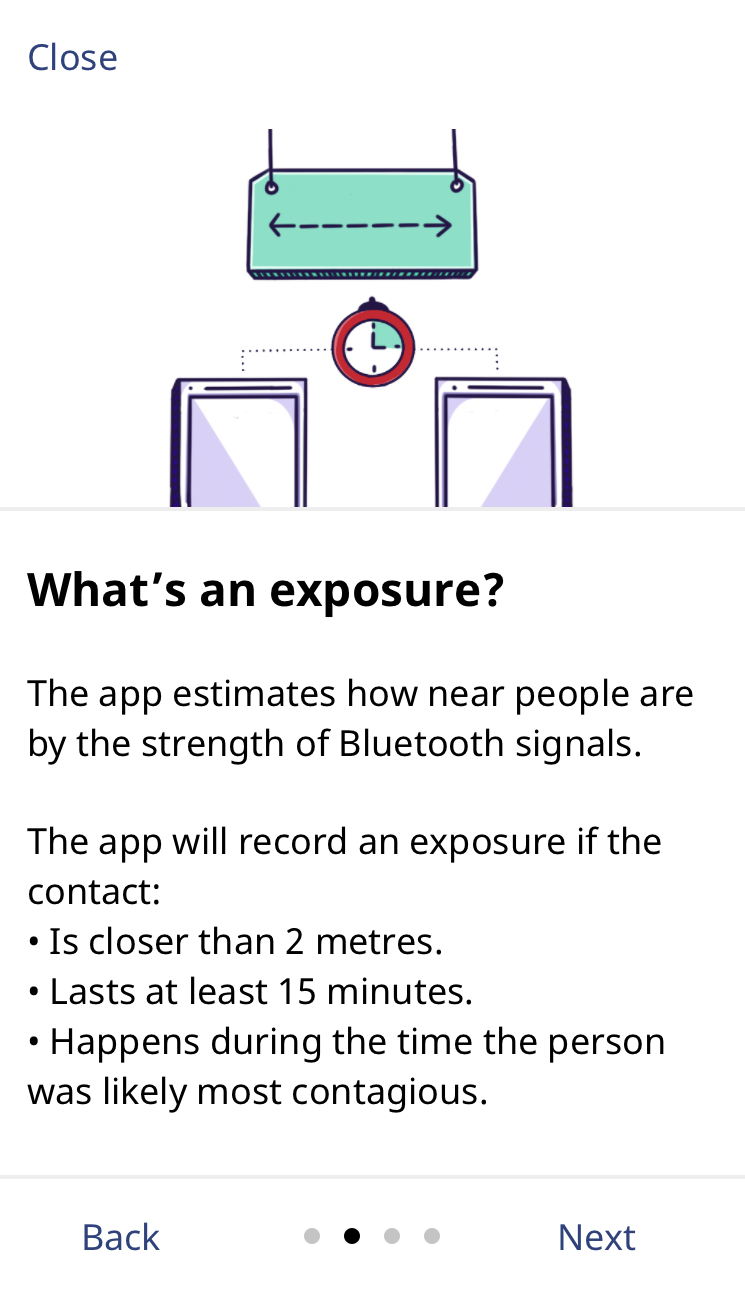 Close
What’s an exposure?
The app estimates how near people are
by the strength of Bluetooth signals.
The app will record an exposure if the
contact:
• Is closer than 2 metres.
• Lasts at least 15 minutes.
• Happens during the time the person
was likely most contagious.
Back
Next